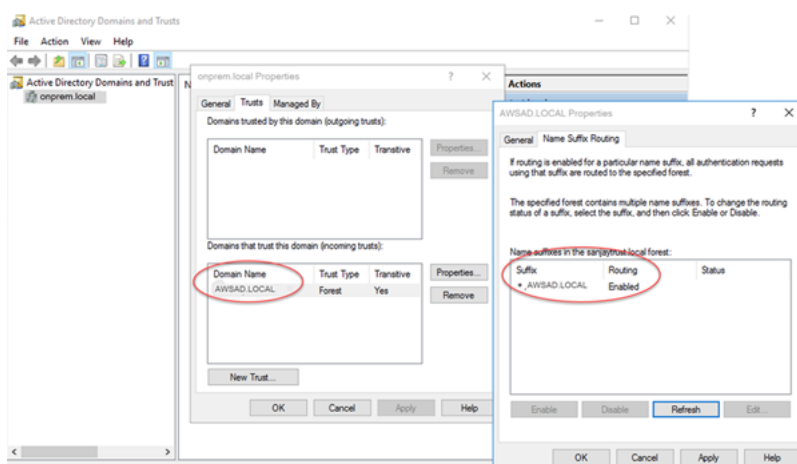 Active Directory Domains and Trusts
File Action View Help
Active Directory Domains and Trust
onprem.local
N
onprem.local Properties
General Trusts Managed By
Domains trusted by this domain (outgoing trusts):
Domain Name Trust Type Transitive
Properties...
Remove
Domains that trust this domain (incoming trusts):
Domain Name Trust Type Transitive
AWSAD.LOCAL Forest Yes
Properties...
Remove
New Trust...
OK Cancel Apply Help
Actions
AWSAD.LOCAL Properties
General Name Suffix Routing
If routing is enabled for a particular name suffix, all authentication requests
using that suffix are routed to the specified forest.
The specified forest contains multiple name suffixes. To change the routing
status of a suffix, select the suffix, and then click Enable or Disable.
Name suffixes in the sanjaytrust.local forest:
Suffix Routing Status
*.AWSAD.LOCAL Enabled
Enable Disable Refresh Edit...
OK Cancel Apply Help